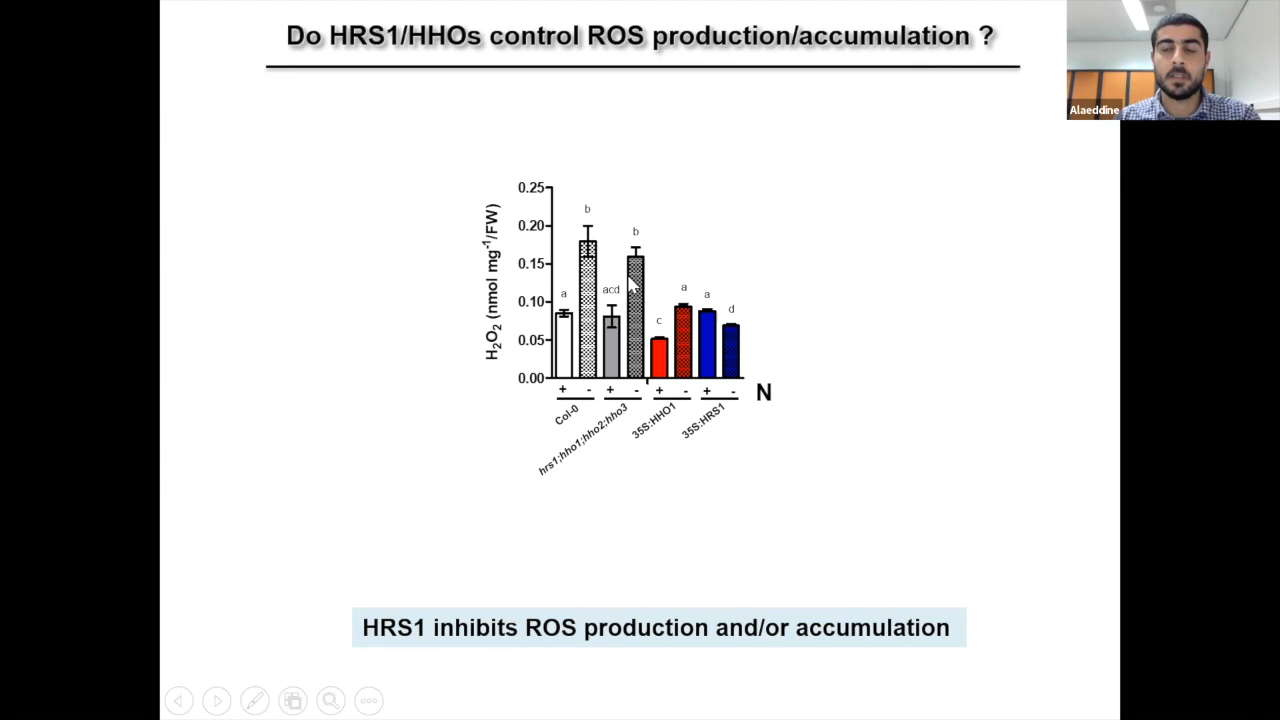 Do HRS1/HHOs control ROS production/accumulation ?
Alaeddine
H2O2 (nmol mg-1/FW)
0.25
0.20
0.15
0.10
0.05
0.00
a
b
acd
b
c
a
a
d
+ - + - + - + -
N
Col-0
hrs1;hho1;hho2;hho3
35S:HHO1
35S:HRS1
HRS1 inhibits ROS production and/or accumulation